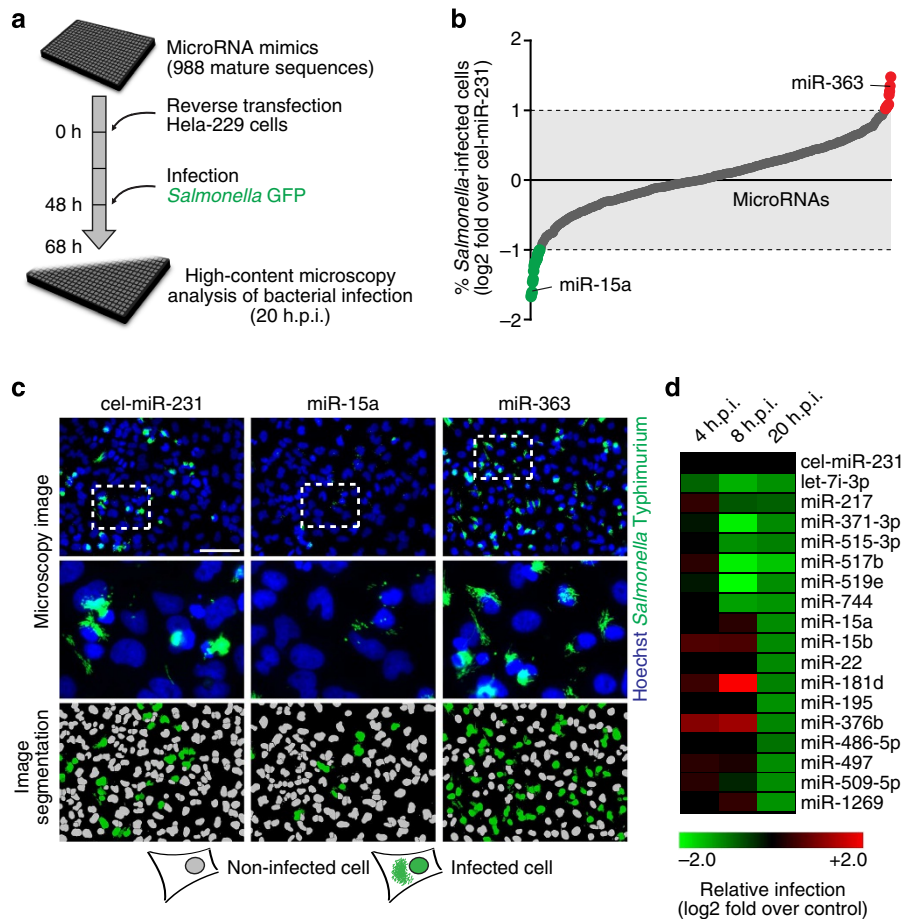 a
MicroRNA mimics
(988 mature sequences)
0 h
Reverse transfection
Hela-229 cells
Infection
Salmonella GFP
48 h
68 h
High-content microscopy
analysis of bacterial infection
(20 h.p.i.)
b
% Salmonella-infected cells
(log2 fold over cel-miR-231)
2
1
0
−1
−2
miR-363
MicroRNAs
miR-15a
c
cel-miR-231
miR-15a
miR-363
Microscopy image
Image
segmentation
Hoechst Salmonella Typhimurium
Non-infected cell
Infected cell
d
4 h.p.i.
8 h.p.i.
20 h.p.i.
cel-miR-231
let-7i-3p
miR-217
miR-371-3p
miR-515-3p
miR-517b
miR-519e
miR-744
miR-15a
miR-15b
miR-22
miR-181d
miR-195
miR-376b
miR-486-5p
miR-497
miR-509-5p
miR-1269
−2.0
+2.0
Relative infection
(log2 fold over control)